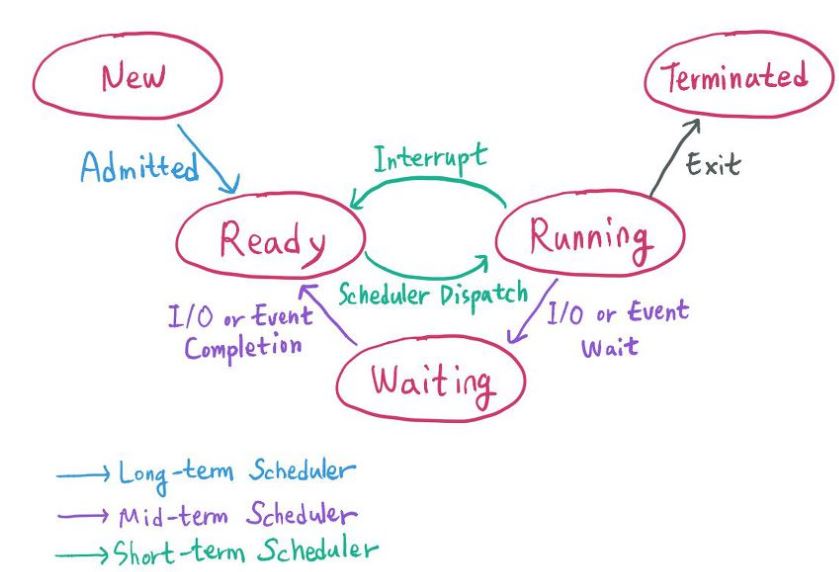 New
Terminated
Admitted
Interrupt
Exit
Ready
Running
Scheduler Dispatch
I/O or Event
Completion
I/O or Event
Wait
Waiting
Long-term Scheduler
Mid-term Scheduler
Short-term Scheduler